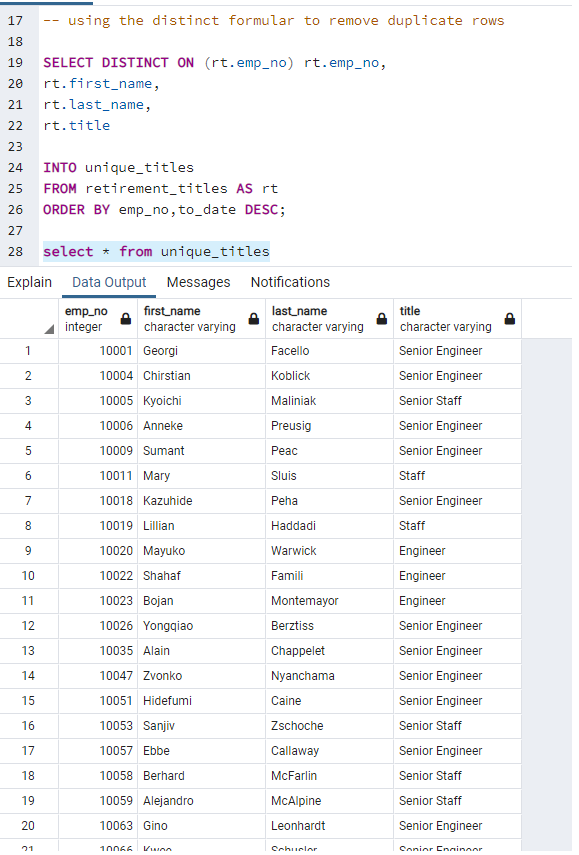 17 -- using the distinct formular to remove duplicate rows
18
19 SELECT DISTINCT ON (rt.emp_no) rt.emp_no,
20 rt.first_name,
21 rt.last_name,
22 rt.title
23
24 INTO unique_titles
25 FROM retirement_titles AS rt
26 ORDER BY emp_no,to_date DESC;
27
28 select * from unique_titles
Explain Data Output Messages Notifications
emp_no first_name last_name title
integer character varying character varying character varying
1 10001 Georgi Facello Senior Engineer
2 10004 Chirstian Koblick Senior Engineer
3 10005 Kyoichi Maliniak Senior Staff
4 10006 Anneke Preusig Senior Engineer
5 10009 Sumant Peac Senior Engineer
6 10011 Mary Sluis Staff
7 10018 Kazuhide Peha Senior Engineer
8 10019 Lillian Haddadi Staff
9 10020 Mayuko Warwick Engineer
10 10022 Shahaf Famili Engineer
11 10023 Bojan Montemayor Engineer
12 10026 Yongqiao Berztiss Senior Engineer
13 10035 Alain Chappelet Senior Engineer
14 10047 Zvonko Nyanchama Senior Engineer
15 10051 Hidefumi Caine Senior Engineer
16 10053 Sanjiv Zschoche Senior Staff
17 10057 Ebbe Callaway Senior Engineer
18 10058 Berhard McFarlin Senior Staff
19 10059 Alejandro McAlpine Senior Staff
20 10063 Gino Leonhardt Senior Engineer
21 10066 Kwee Schusler Senior Engineer